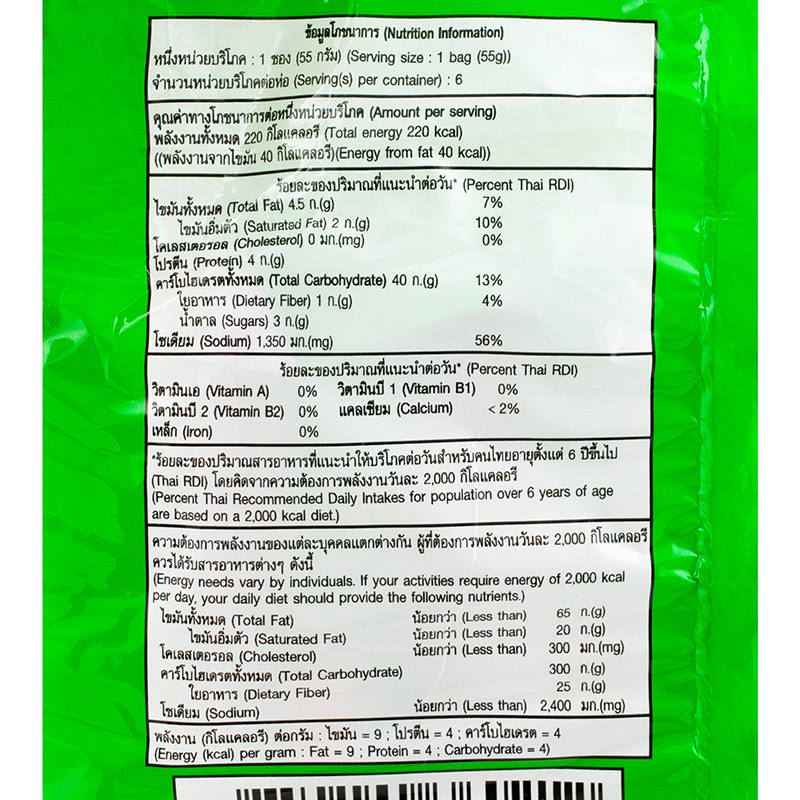 ข้อมูลโภชนาการ (Nutrition Information)
หนึ่งหน่วยบริโภค : 1 ซอง (55 กรัม) (Serving size : 1 bag (55g))
จำนวนหน่วยบริโภคต่อห่อ (Serving(s) per container) : 6
คุณค่าทางโภชนาการต่อหนึ่งหน่วยบริโภค (Amount per serving)
พลังงานทั้งหมด 220 กิโลแคลอรี (Total energy 220 kcal)
((พลังงานจากไขมัน 40 กิโลแคลอรี)(Energy from fat 40 kcal))
ร้อยละของปริมาณที่แนะนำต่อวัน* (Percent Thai RDI)
ไขมันทั้งหมด (Total Fat) 4.5 ก.(g) 7%
ไขมันอิ่มตัว (Saturated Fat) 2 ก.(g) 10%
โคเลสเตอรอล (Cholesterol) 0 มก.(mg) 0%
โปรตีน (Protein) 4 ก.(g)
คาร์โบไฮเดรตทั้งหมด (Total Carbohydrate) 40 ก.(g) 13%
ใยอาหาร (Dietary Fiber) 1 ก.(g) 4%
น้ำตาล (Sugars) 3 ก.(g)
โซเดียม (Sodium) 1,350 มก.(mg) 56%
ร้อยละของปริมาณที่แนะนำต่อวัน* (Percent Thai RDI)
วิตามินเอ (Vitamin A) 0% วิตามินบี 1 (Vitamin B1) 0%
วิตามินบี 2 (Vitamin B2) 0% แคลเซียม (Calcium) < 2%
เหล็ก (Iron) 0%
*ร้อยละของปริมาณสารอาหารที่แนะนำให้บริโภคต่อวันสำหรับคนไทยอายุตั้งแต่ 6 ปีขึ้นไป
(Thai RDI) โดยคิดจากความต้องการพลังงานวันละ 2,000 กิโลแคลอรี
(Percent Thai Recommended Daily Intakes for population over 6 years of age
are based on a 2,000 kcal diet.)
ความต้องการพลังงานของแต่ละบุคคลแตกต่างกัน ผู้ที่ต้องการพลังงานวันละ 2,000 กิโลแคลอรี
ควรได้รับสารอาหารต่างๆ ดังนี้
(Energy needs vary by individuals. If your activities require energy of 2,000 kcal
per day, your daily diet should provide the following nutrients.)
ไขมันทั้งหมด (Total Fat) น้อยกว่า (Less than) 65 ก.(g)
ไขมันอิ่มตัว (Saturated Fat) น้อยกว่า (Less than) 20 ก.(g)
โคเลสเตอรอล (Cholesterol) น้อยกว่า (Less than) 300 มก.(mg)
คาร์โบไฮเดรตทั้งหมด (Total Carbohydrate) 300 ก.(g)
ใยอาหาร (Dietary Fiber) 25 ก.(g)
โซเดียม (Sodium) น้อยกว่า (Less than) 2,400 มก.(mg)
พลังงาน (กิโลแคลอรี) ต่อกรัม : ไขมัน = 9 ; โปรตีน = 4 ; คาร์โบไฮเดรต = 4
(Energy (kcal) per gram : Fat = 9 ; Protein = 4 ; Carbohydrate = 4)